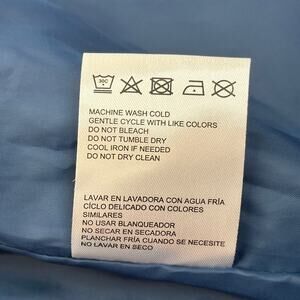 30C
MACHINE WASH COLD
GENTLE CYCLE WITH LIKE COLORS
DO NOT BLEACH
DO NOT TUMBLE DRY
COOL IRON IF NEEDED
DO NOT DRY CLEAN
LAVAR EN LAVADORA CON AGUA FRÍA
CÍCLO DELICADO CON COLORES
SIMILARES
NO USAR BLANQUEADOR
NO SECAR EN SECADORA
PLANCHAR FRÍA CUANDO SE NECESITE
NO LAVAR EN SECO